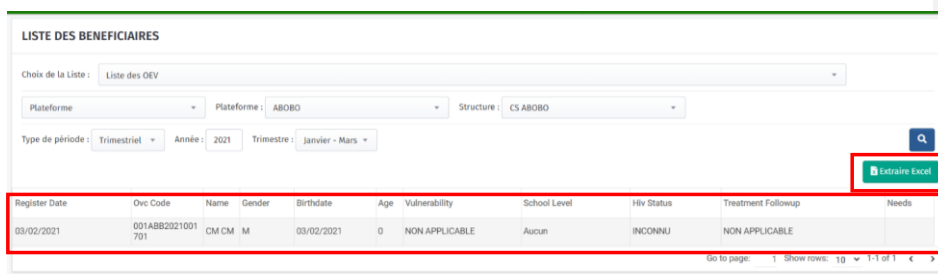 LISTE DES BENEFICIAIRES
Choix de la Liste : Liste des OEV
Plateforme Plateforme : ABOBO Structure : CS ABOBO
Type de période : Trimestriel Année : 2021 Trimestre : Janvier - Mars
Extraire Excel
Register Date Ovc Code Name Gender Birthdate Age Vulnerability School Level Hiv Status Treatment Followup Needs
03/02/2021 001ABB2021001 CM CM M 03/02/2021 0 NON APPLICABLE Aucun INCONNU NON APPLICABLE
701
Go to page: 1 Show rows: 10 1-1 of 1